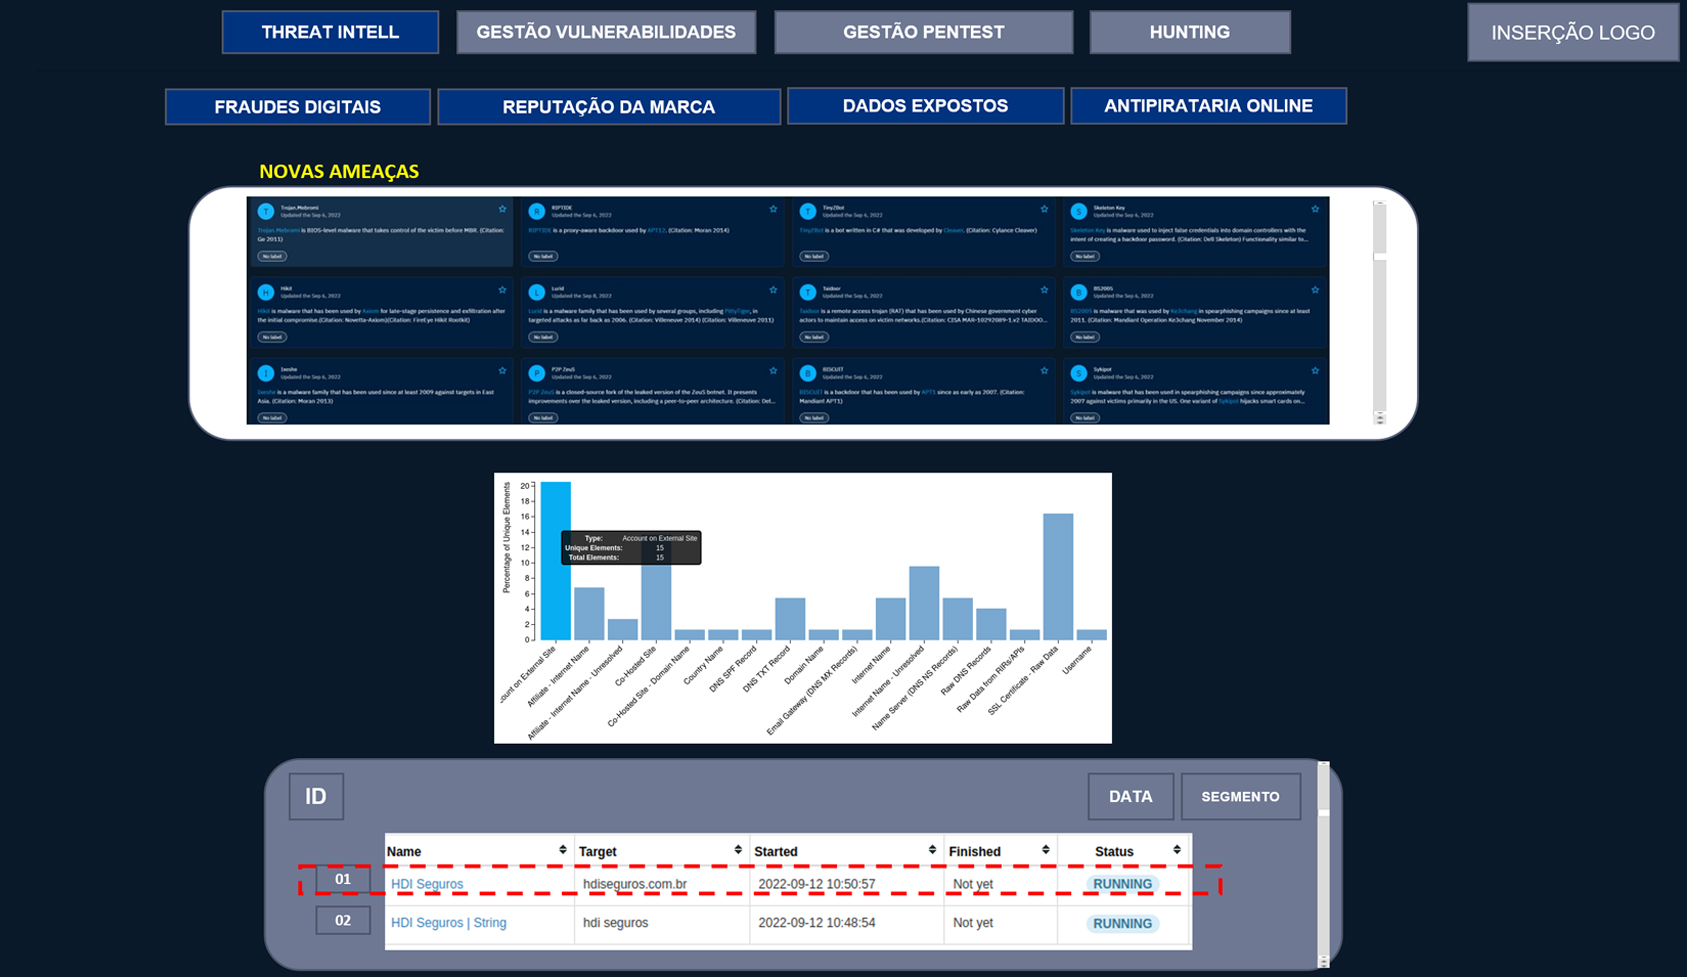 THREAT INTELL
GESTÃO VULNERABILIDADES
GESTÃO PENTEST
HUNTING
INSERÇÃO LOGO
FRAUDES DIGITAIS
REPUTAÇÃO DA MARCA
DADOS EXPOSTOS
ANTIPIRATARIA ONLINE
NOVAS AMEAÇAS
T
Trojan.Mebromi
Updated the Sep 6, 2022
Trojan.Mebromi is BIOS-level malware that takes control of the victim before MBR. (Citation:
Ge 2011)
No label
R
RIPTIDE
Updated the Sep 6, 2022
RIPTIDE is a proxy-aware backdoor used by APT12. (Citation: Moran 2014)
No label
T
TinyZBot
Updated the Sep 6, 2022
TinyZBot is a bot written in C# that was developed by Cleaver. (Citation: Cylance Cleaver)
No label
S
Skeleton Key
Updated the Sep 6, 2022
Skeleton Key is malware used to inject false credentials into domain controllers with the
intent of creating a backdoor password. (Citation: Dell Skeleton) Functionality similar to...
No label
H
Hikit
Updated the Sep 6, 2022
Hikit is malware that has been used by Axiom for late-stage persistence and exfiltration after
the initial compromise.(Citation: Novetta-Axiom)(Citation: FireEye Hikit Rootkit)
No label
L
Lurid
Updated the Sep 8, 2022
Lurid is a malware family that has been used by several groups, including PittyTiger, in
targeted attacks as far back as 2006. (Citation: Villeneuve 2014) (Citation: Villeneuve 2011)
No label
T
Taidoor
Updated the Sep 6, 2022
Taidoor is a remote access trojan (RAT) that has been used by Chinese government cyber
actors to maintain access on victim networks.(Citation: CISA MAR-10292089-1.v2 TAIDOO...
No label
B
BS2005
Updated the Sep 6, 2022
BS2005 is malware that was used by Ke3chang in spearphishing campaigns since at least
2011. (Citation: Mandiant Operation Ke3chang November 2014)
No label
I
Ixeshe
Updated the Sep 6, 2022
Ixeshe is a malware family that has been used since at least 2009 against targets in East
Asia. (Citation: Moran 2013)
No label
P
P2P ZeuS
Updated the Sep 6, 2022
P2P ZeuS is a closed-source fork of the leaked version of the ZeuS botnet. It presents
improvements over the leaked version, including a peer-to-peer architecture. (Citation: Del...
No label
B
BISCUIT
Updated the Sep 6, 2022
BISCUIT is a backdoor that has been used by APT1 since as early as 2007. (Citation:
Mandiant APT1)
No label
S
Sykipot
Updated the Sep 6, 2022
Sykipot is malware that has been used in spearphishing campaigns since approximately
2007 against victims primarily in the US. One variant of Sykipot hijacks smart cards on...
No label
Percentage of Unique Elements
20
18
16
14
12
10
8
6
4
2
0
Type: Account on External Site
Unique Elements: 15
Total Elements: 15
ount on External Site
Affiliate - Internet Name
Affiliate - Internet Name - Unresolved
Co-Hosted Site
Co-Hosted Site - Domain Name
Country Name
DNS SPF Record
DNS TXT Record
Domain Name
Email Gateway (DNS MX Records)
Internet Name
Internet Name - Unresolved
Name Server (DNS NS Records)
Raw DNS Records
Raw Data from RIRs/APIs
SSL Certificate - Raw Data
Username
ID
DATA
SEGMENTO
Name Target Started Finished Status
01 HDI Seguros hdiseguros.com.br 2022-09-12 10:50:57 Not yet RUNNING
02 HDI Seguros | String hdi seguros 2022-09-12 10:48:54 Not yet RUNNING